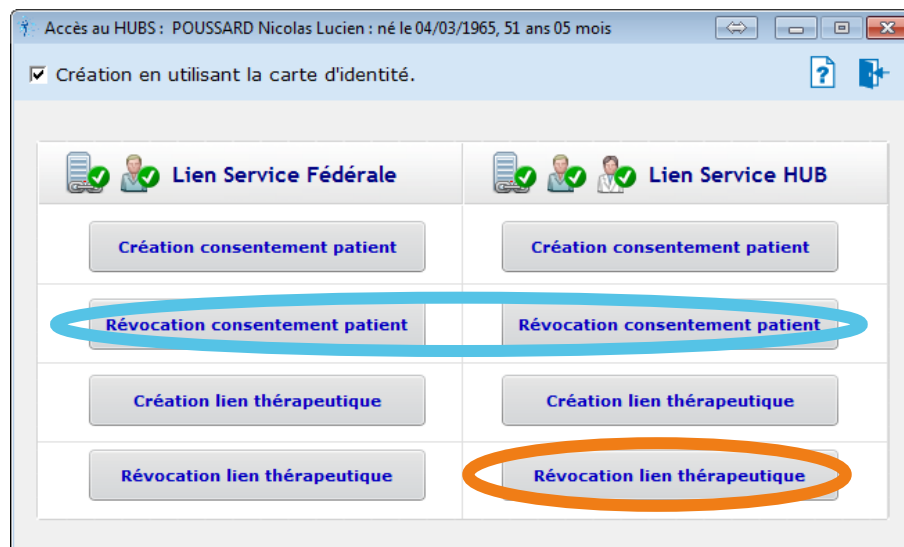 Accès au HUBS : POUSSARD Nicolas Lucien : né le 04/03/1965, 51 ans 05 mois
Création en utilisant la carte d'identité.
Lien Service Fédérale Lien Service HUB
Création consentement patient Création consentement patient
Révocation consentement patient Révocation consentement patient
Création lien thérapeutique Création lien thérapeutique
Révocation lien thérapeutique Révocation lien thérapeutique